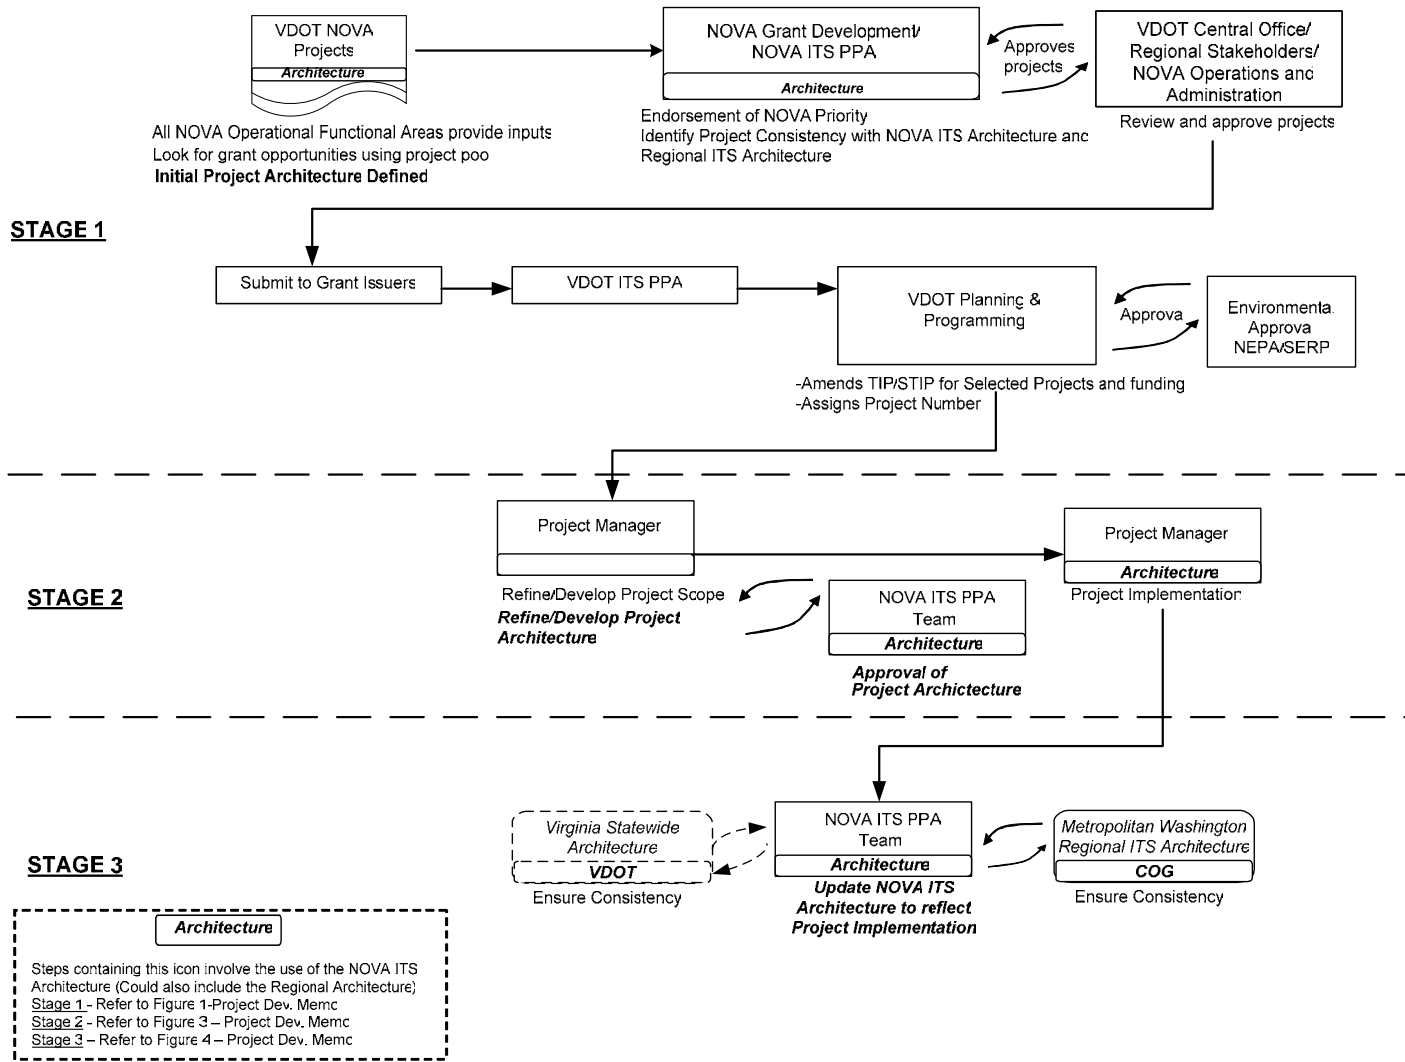 VDOT NOVA
Projects
Architecture
All NOVA Operational Functional Areas provide inputs
Look for grant opportunities using project poo
Initial Project Architecture Defined
NOVA Grant Development/
NOVA ITS PPA
Architecture
Endorsement of NOVA Priority
Identify Project Consistency with NOVA ITS Architecture and
Regional ITS Architecture
Approves
projects
VDOT Central Office/
Regional Stakeholders/
NOVA Operations and
Administration
Review and approve projects
STAGE 1
Submit to Grant Issuers
VDOT ITS PPA
VDOT Planning &
Programming
-Amends TIP/STIP for Selected Projects and funding
-Assigns Project Number
Approva
Environmenta.
Approva
NEPA/SERP
STAGE 2
Project Manager
Refine/Develop Project Scope
Refine/Develop Project
Architecture
NOVA ITS PPA
Team
Architecture
Approval of
Project Archictecture
Project Manager
Architecture
Project Implementation
STAGE 3
Virginia Statewide
Architecture
VDOT
Ensure Consistency
NOVA ITS PPA
Team
Architecture
Update NOVA ITS
Architecture to reflect
Project Implementation
Metropolitan Washington
Regional ITS Architecture
COG
Ensure Consistency
Architecture
Steps containing this icon involve the use of the NOVA ITS
Architecture (Could also include the Regional Architecture)
Stage 1 - Refer to Figure 1-Project Dev. Memo
Stage 2 - Refer to Figure 3 – Project Dev. Memo
Stage 3 – Refer to Figure 4 – Project Dev. Memo